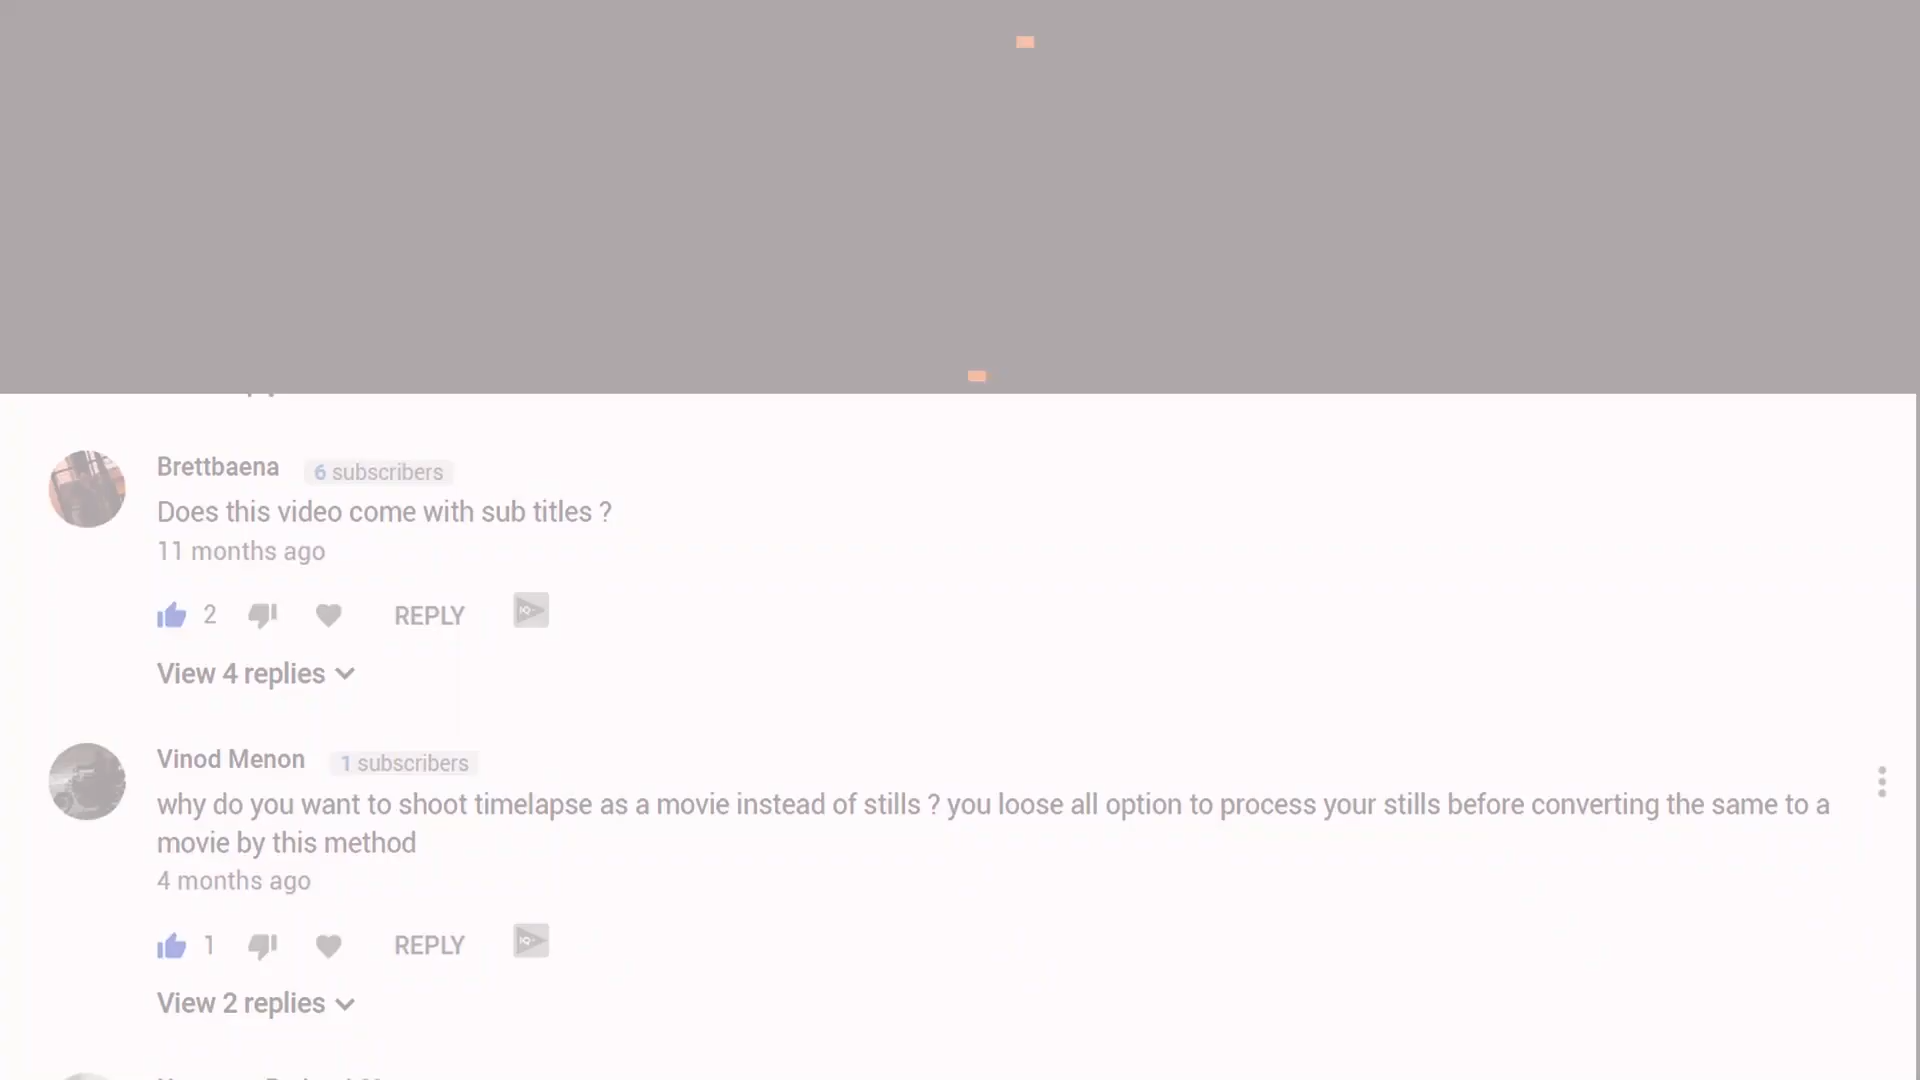 Brettbaena 6 subscribers
Does this video come with sub titles ?
11 months ago
2 REPLY
View 4 replies
Vinod Menon 1 subscribers
why do you want to shoot timelapse as a movie instead of stills ? you loose all option to process your stills before converting the same to a
movie by this method
4 months ago
1 REPLY
View 2 replies